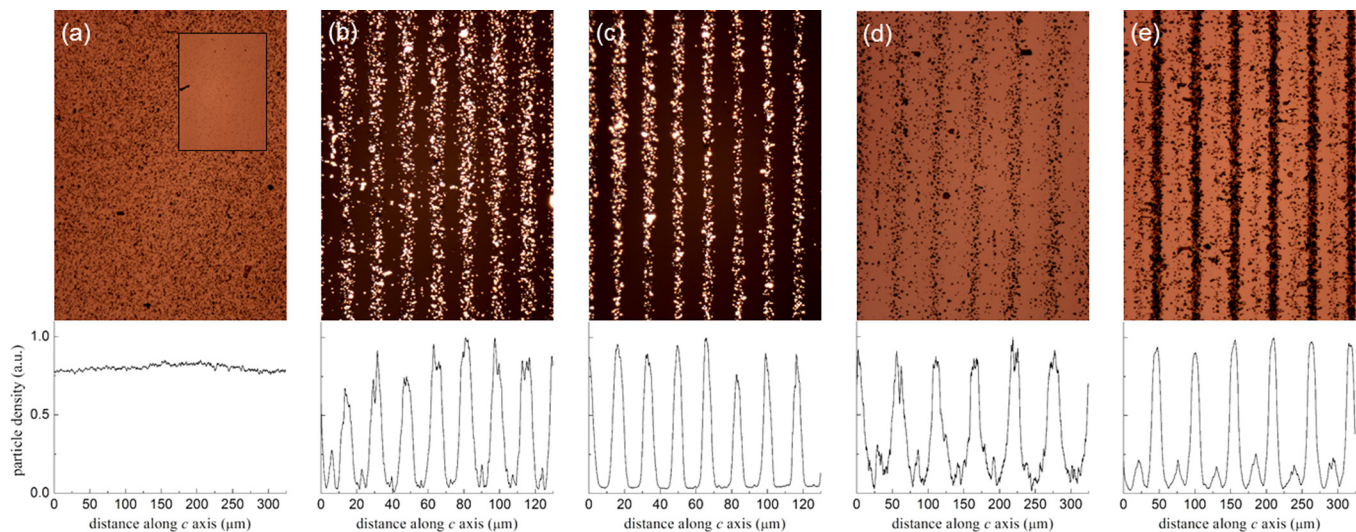 (a) (b) (c) (d) (e)
particle density (a.u.)
1.0
0.5
0.0
0 50 100 150 200 250 300
0 20 40 60 80 100 120
0 20 40 60 80 100 120
0 50 100 150 200 250 300
0 50 100 150 200 250 300
distance along c axis (μm)
distance along c axis (μm)
distance along c axis (μm)
distance along c axis (μm)
distance along c axis (μm)